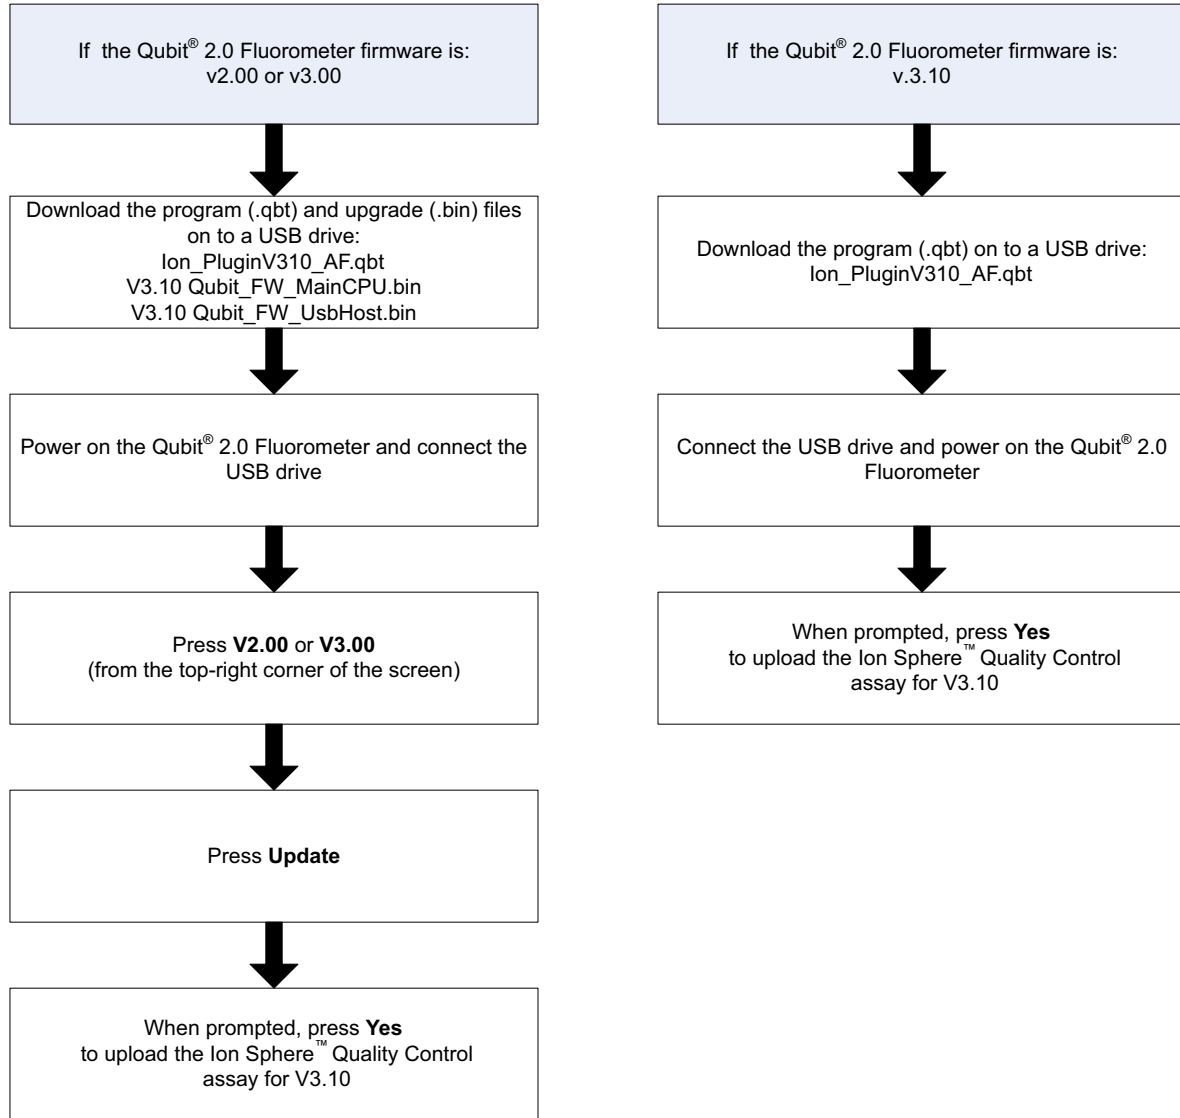 If the Qubit® 2.0 Fluorometer firmware is:
v2.00 or v3.00
Download the program (.qbt) and upgrade (.bin) files
on to a USB drive:
Ion_PluginV310_AF.qbt
V3.10 Qubit_FW_MainCPU.bin
V3.10 Qubit_FW_UsbHost.bin
Power on the Qubit® 2.0 Fluorometer and connect the
USB drive
Press V2.00 or V3.00
(from the top-right corner of the screen)
Press Update
When prompted, press Yes
to upload the Ion Sphere™ Quality Control
assay for V3.10
If the Qubit® 2.0 Fluorometer firmware is:
v.3.10
Download the program (.qbt) on to a USB drive:
Ion_PluginV310_AF.qbt
Connect the USB drive and power on the Qubit® 2.0
Fluorometer
When prompted, press Yes
to upload the Ion Sphere™ Quality Control
assay for V3.10